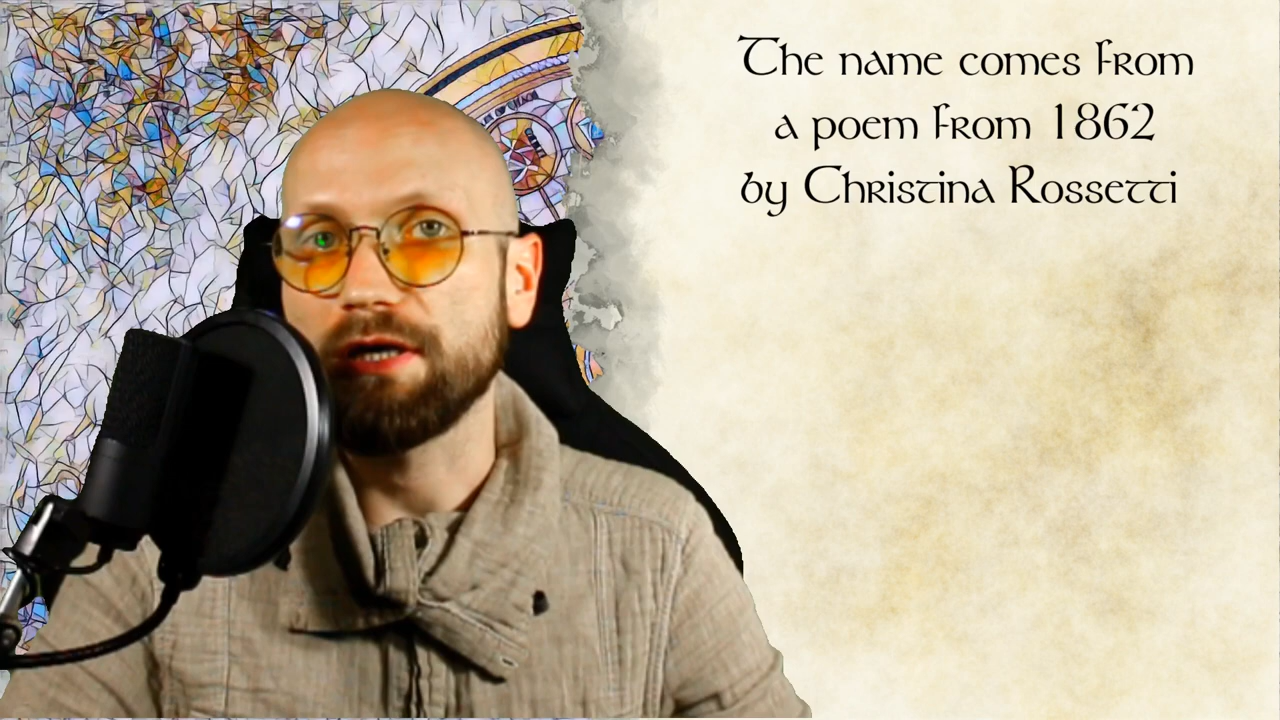 The name comes from
a poem from 1862
by Christina Rossetti